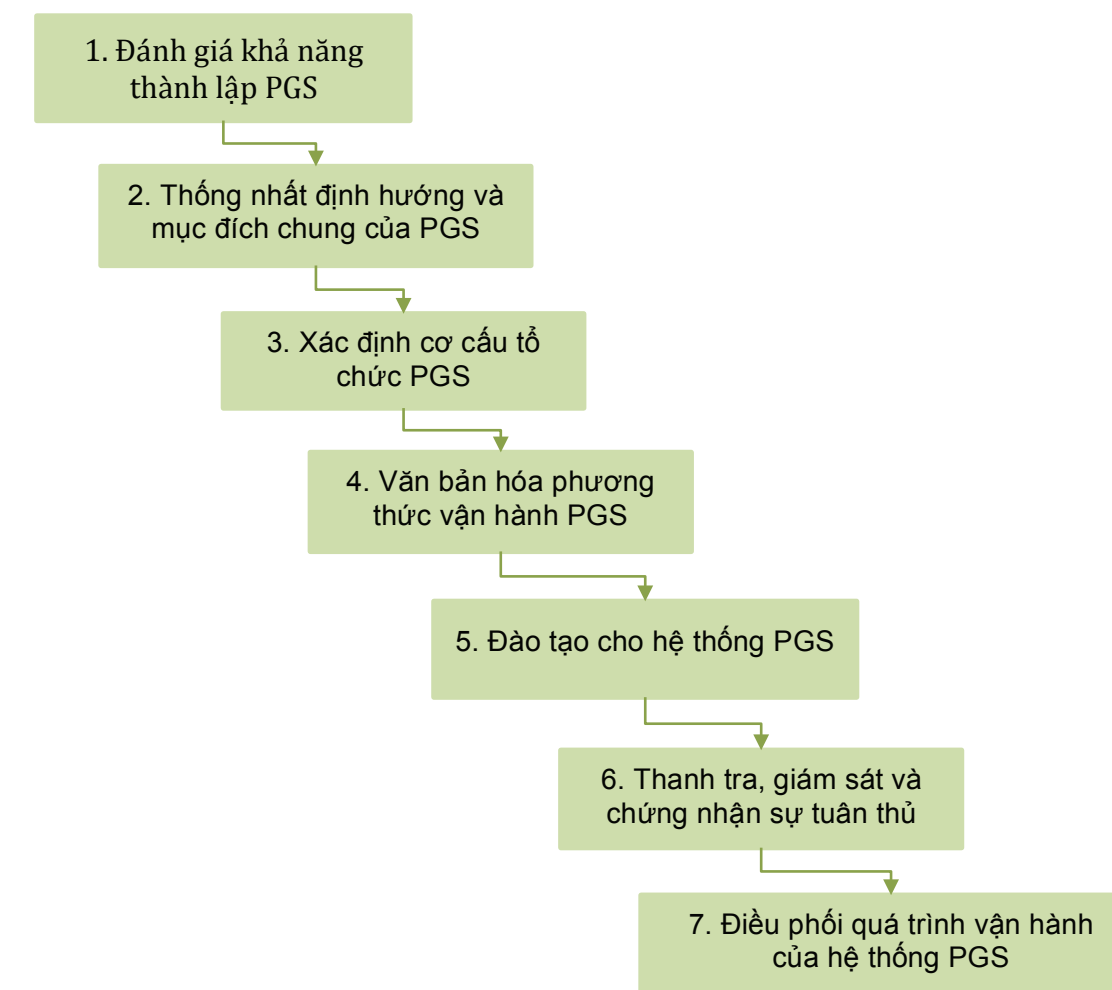 1. Đánh giá khả năng
thành lập PGS
2. Thống nhất định hướng và
mục đích chung của PGS
3. Xác định cơ cấu tổ
chức PGS
4. Văn bản hóa phương
thức vận hành PGS
5. Đào tạo cho hệ thống PGS
6. Thanh tra, giám sát và
chứng nhận sự tuân thủ
7. Điều phối quá trình vận hành
của hệ thống PGS